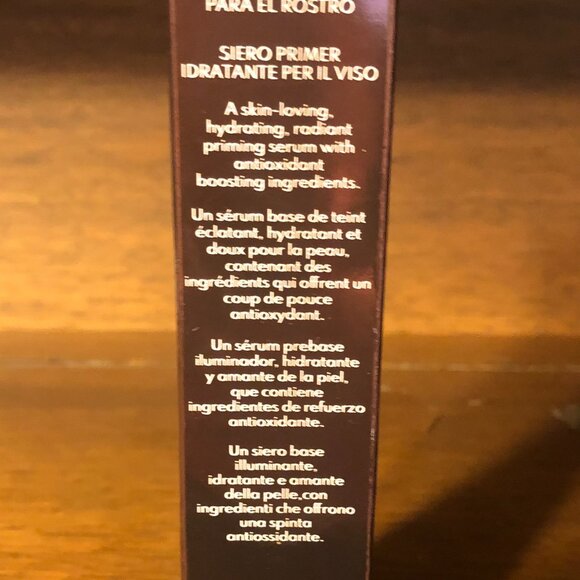 PARA EL ROSTRO
SIERO PRIMER
IDRATANTE PER IL VISO
A skin-loving,
hydrating, radiant
priming serum with
antioxidant
boosting ingredients.
Un sérum base de teint
éclatant, hydratant et
doux pour la peau,
contenant des
ingrédients qui offrent un
coup de pouce
antioxydant.
Un sérum prebase
iluminador, hidratante
y amante de la piel,
que contiene
ingredientes de refuerzo
antioxidante.
Un siero base
illuminante,
idratante e amante
della pelle,con
ingredienti che offrono
una spinta
antiossidante.